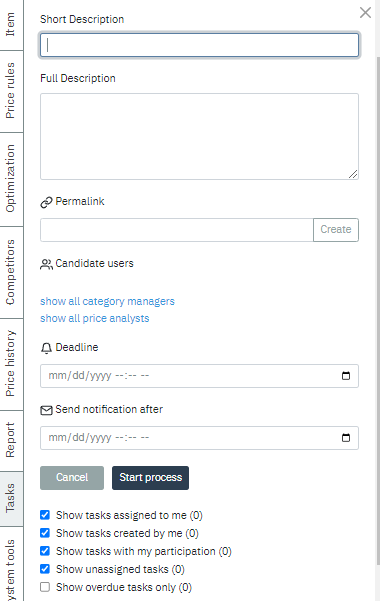 Item
Price rules
Optimization
Competitors
Price history
Report
Tasks
ystem tools
Short Description
Full Description
Permalink
Create
Candidate users
show all category managers
show all price analysts
Deadline
mm/dd/yyyy --:-- --
Send notification after
mm/dd/yyyy --:-- --
Cancel
Start process
Show tasks assigned to me (0)
Show tasks created by me (0)
Show tasks with my participation (0)
Show unassigned tasks (0)
Show overdue tasks only (0)